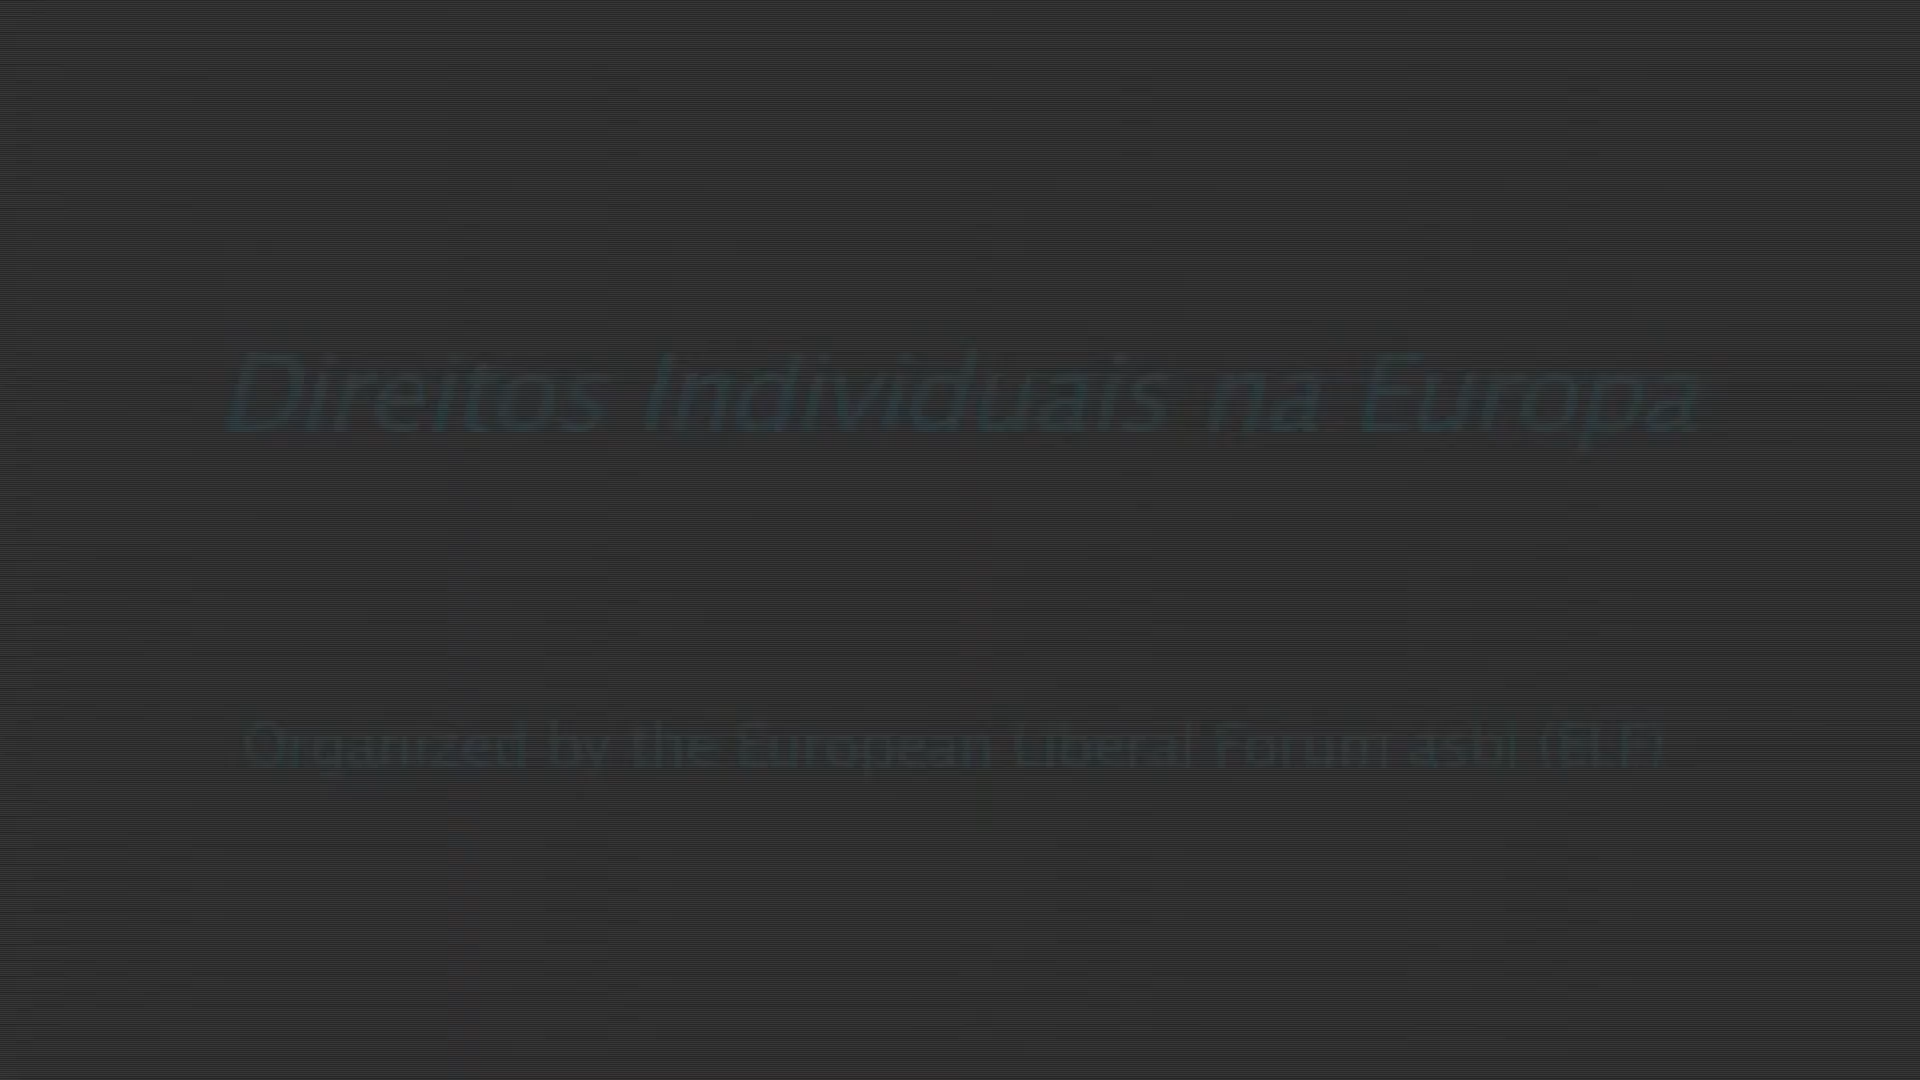 Direitos Individuais na Europa
Organized by the European Liberal Forum asbl (ELF)